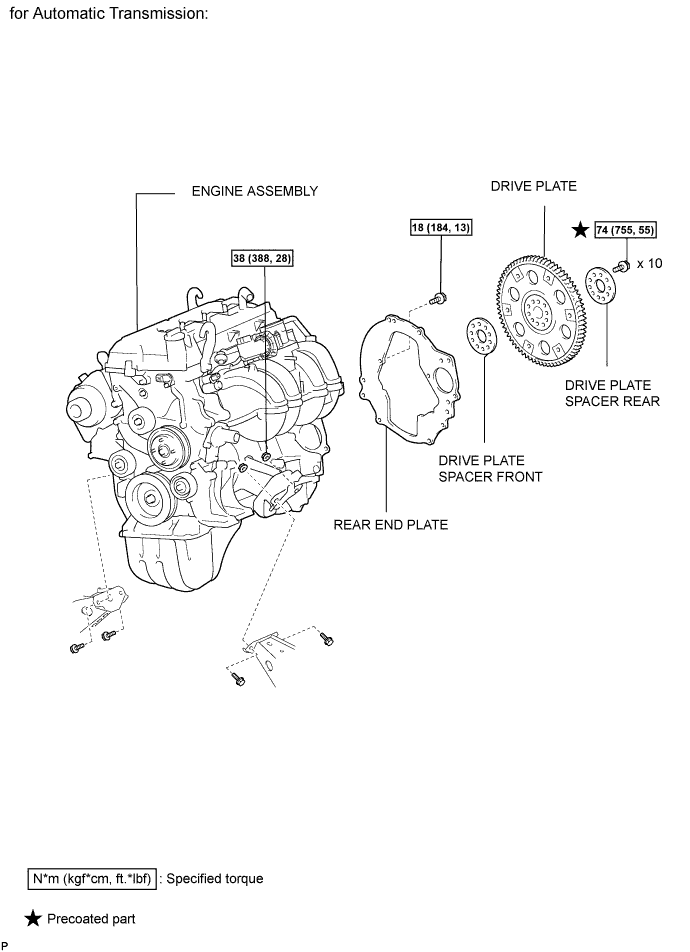 for Automatic Transmission:
DRIVE PLATE
ENGINE ASSEMBLY
18 (184, 13)
★ 74 (755, 55)
38 (388, 28)
x 10
DRIVE PLATE
SPACER REAR
DRIVE PLATE
SPACER FRONT
REAR END PLATE
N*m (kgf*cm, ft.*lbf) : Specified torque
★ Precoated part
P